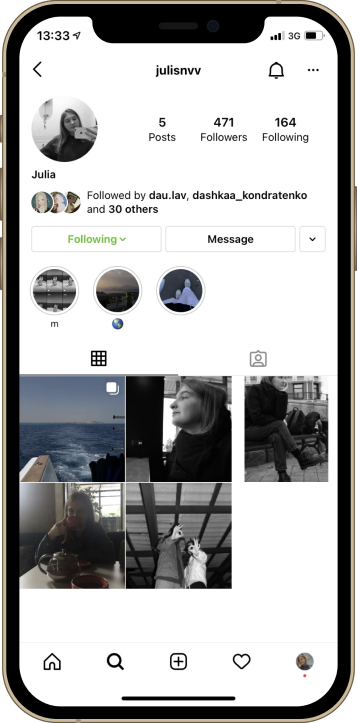 13:33
3G
julisnvv
5 471 164
Posts Followers Following
Julia
Followed by dau.lav, dashkaa_kondratenko
and 30 others
Following Message
m